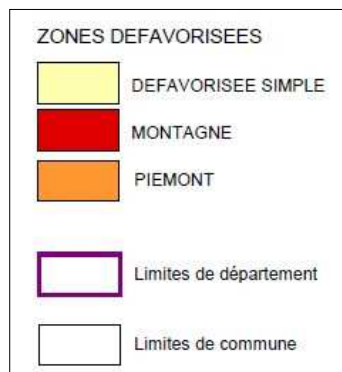 ZONES DEFAVORISEES
DEFAVORISEE SIMPLE
MONTAGNE
PIEMONT
Limites de département
Limites de commune